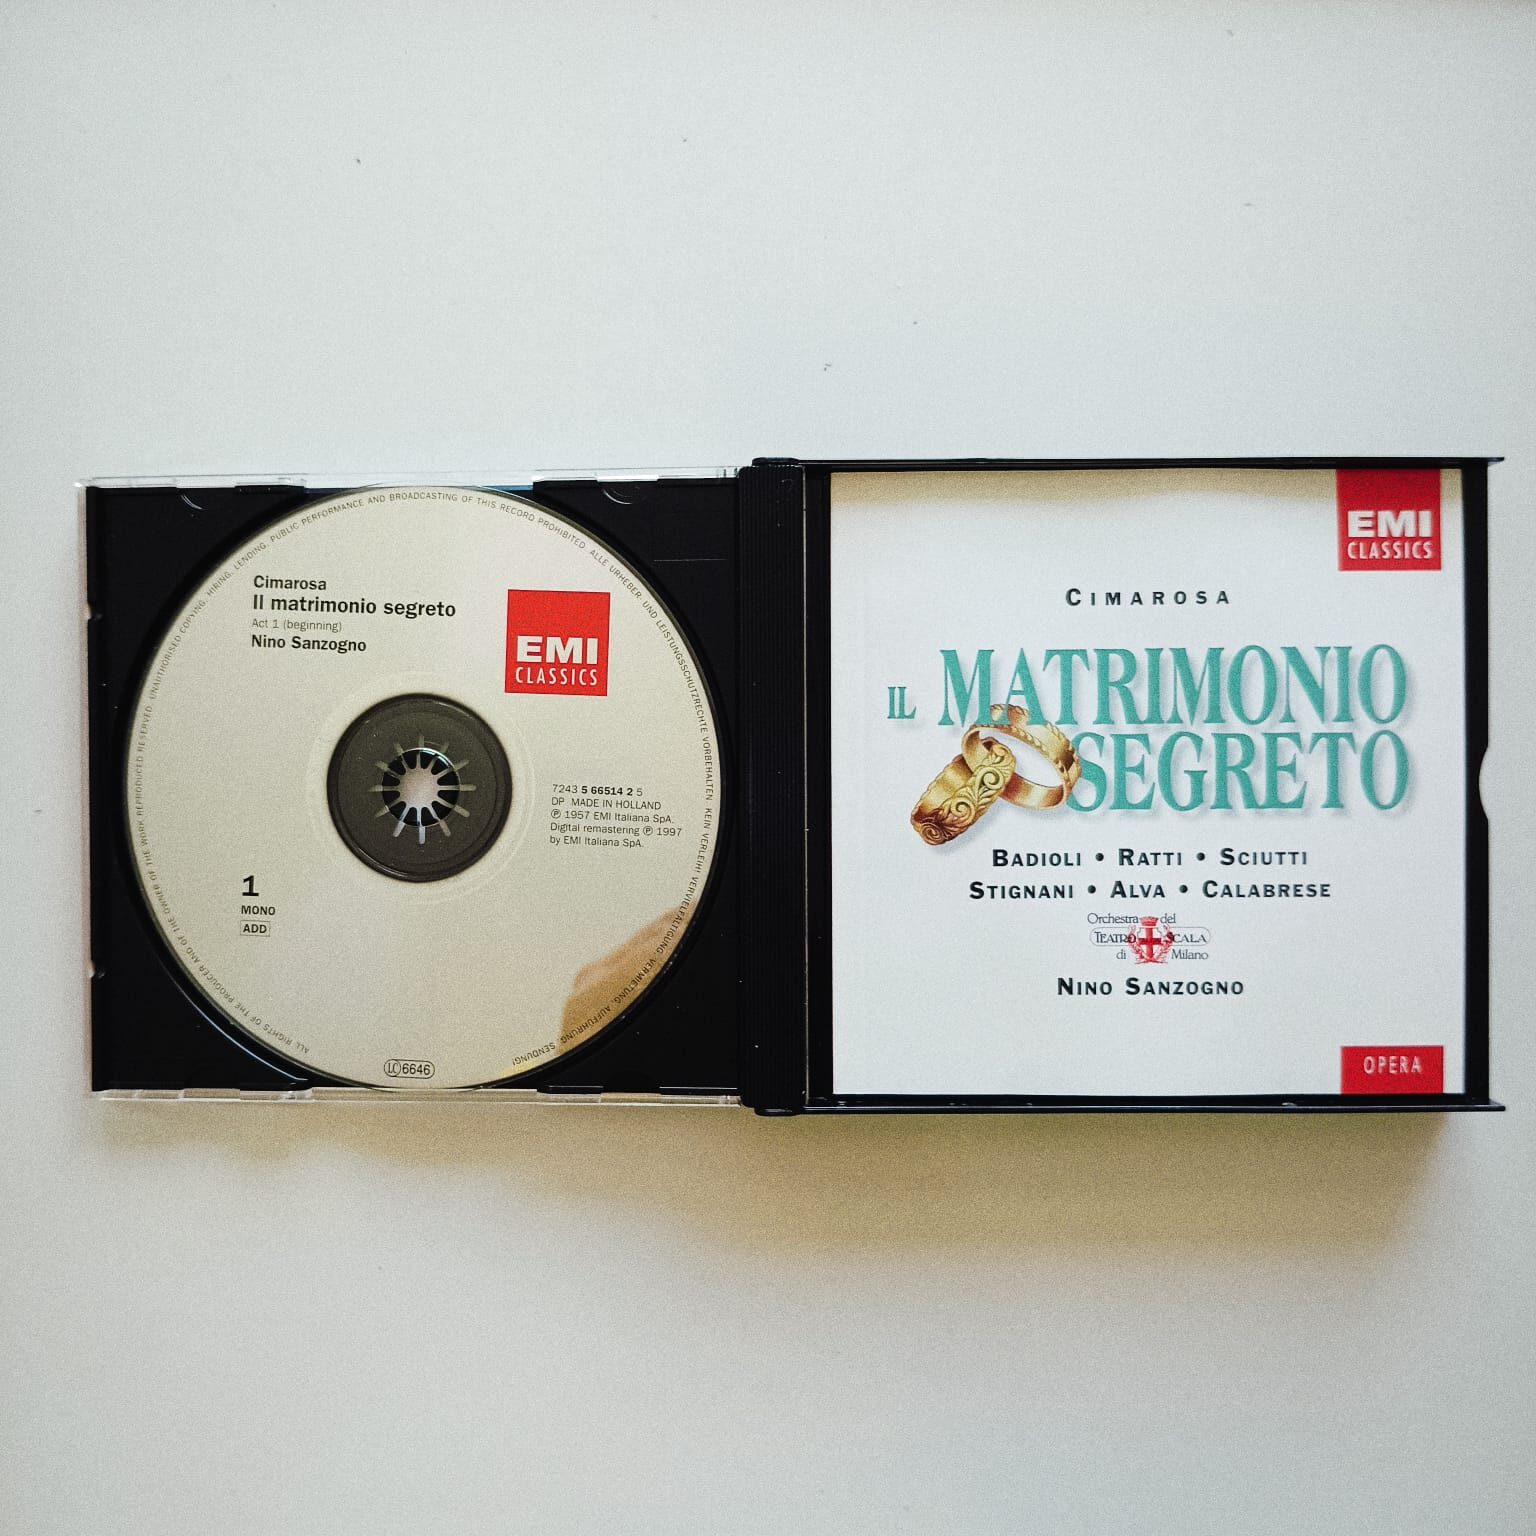 Cimarosa
Il matrimonio segreto
Act 1 (beginning)
Nino Sanzogno
EMI
CLASSICS
7243 5 66514 2 5
DP MADE IN HOLLAND
℗ 1957 EMI Italiana SpA.
Digital remastering ℗ 1997
by EMI Italiana SpA.
1
MONO
ADD
LC 6646
ALL RIGHTS OF THE PRODUCER AND OF THE OWNER OF THE WORK REPRODUCED RESERVED. UNAUTHORISED COPYING, HIRING, LENDING, PUBLIC PERFORMANCE AND BROADCASTING OF THIS RECORD PROHIBITED. ALLE URHEBER- UND LEISTUNGSSCHUTZRECHTE VORBEHALTEN. KEIN VERLEIH! VERVIELFÄLTIGUNG, VERMIETUNG, AUFFÜHRUNG, SENDUNG!
EMI
CLASSICS
CIMAROSA
IL MATRIMONIO
SEGRETO
BADIOLI • RATTI • SCIUTTI
STIGNANI • ALVA • CALABRESE
Orchestra del
TEATRO SCALA
di Milano
NINO SANZOGNO
OPERA